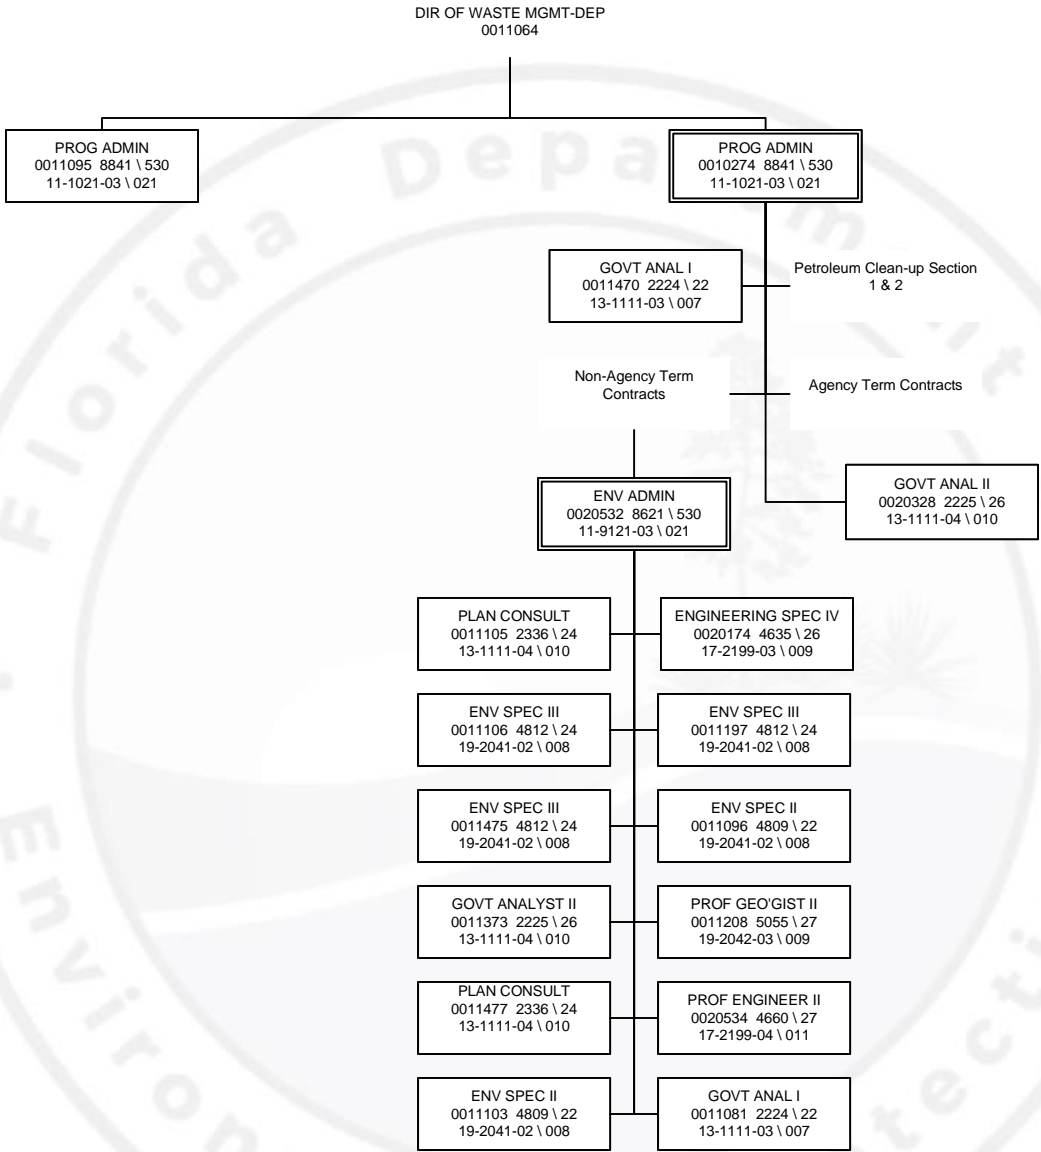 DIR OF WASTE MGMT-DEP
0011064
PROG ADMIN
0011095 8841 \ 530
11-1021-03 \ 021
PROG ADMIN
0010274 8841 \ 530
11-1021-03 \ 021
GOVT ANAL I
0011470 2224 \ 22
13-1111-03 \ 007
Petroleum Clean-up Section
1 & 2
Non-Agency Term
Contracts
Agency Term Contracts
GOVT ANAL II
0020328 2225 \ 26
13-1111-04 \ 010
ENV ADMIN
0020532 8621 \ 530
11-9121-03 \ 021
PLAN CONSULT
0011105 2336 \ 24
13-1111-04 \ 010
ENGINEERING SPEC IV
0020174 4635 \ 26
17-2199-03 \ 009
ENV SPEC III
0011106 4812 \ 24
19-2041-02 \ 008
ENV SPEC III
0011197 4812 \ 24
19-2041-02 \ 008
ENV SPEC III
0011475 4812 \ 24
19-2041-02 \ 008
ENV SPEC II
0011096 4809 \ 22
19-2041-02 \ 008
GOVT ANALYST II
0011373 2225 \ 26
13-1111-04 \ 010
PROF GEO'GIST II
0011208 5055 \ 27
19-2042-03 \ 009
PLAN CONSULT
0011477 2336 \ 24
13-1111-04 \ 010
PROF ENGINEER II
0020534 4660 \ 27
17-2199-04 \ 011
ENV SPEC II
0011103 4809 \ 22
19-2041-02 \ 008
GOVT ANAL I
0011081 2224 \ 22
13-1111-03 \ 007
Florida